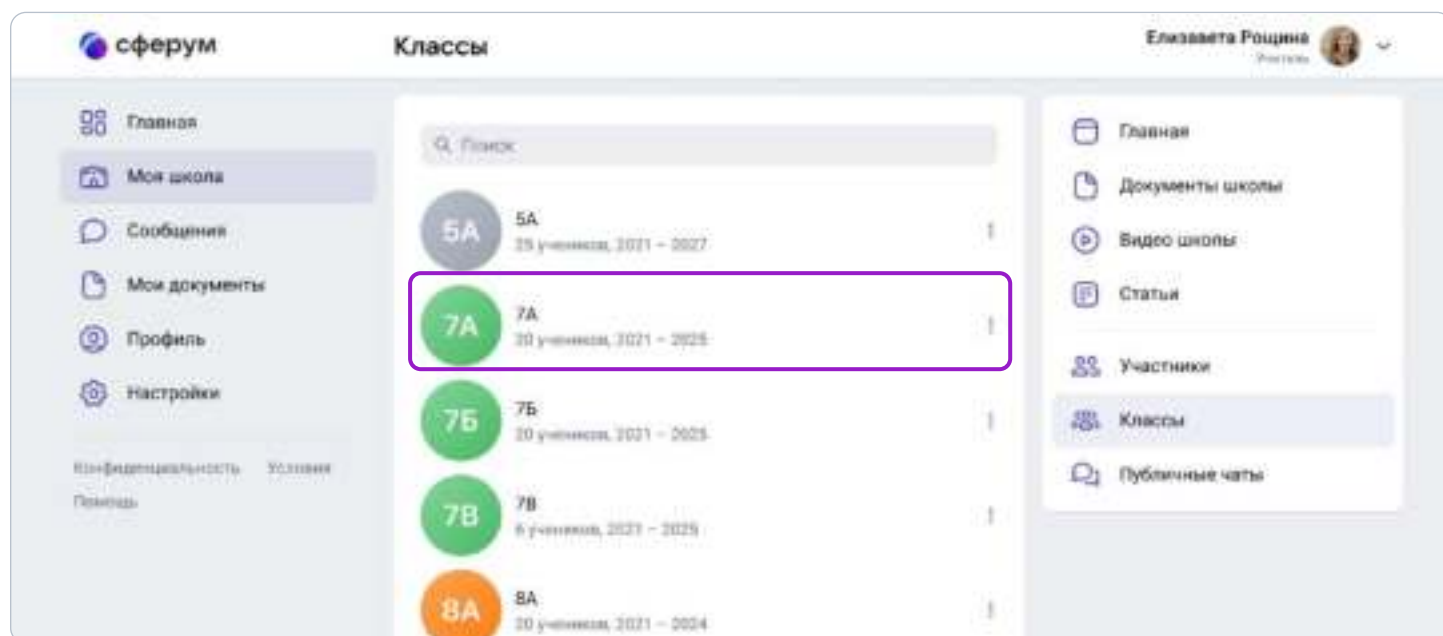 сферум
Классы
Елизавета Рощина
Учитель
Главная
Моя школа
Сообщения
Мои документы
Профиль
Настройки
Конфиденциальность Условия
Помощь
Поиск
5А
5А
25 учеников, 2021 – 2027
7А
7А
20 учеников, 2021 – 2025
7Б
7Б
20 учеников, 2021 – 2025
7В
7В
6 учеников, 2021 – 2025
8А
8А
20 учеников, 2021 – 2024
Главная
Документы школы
Видео школы
Статьи
Участники
Классы
Публичные чаты